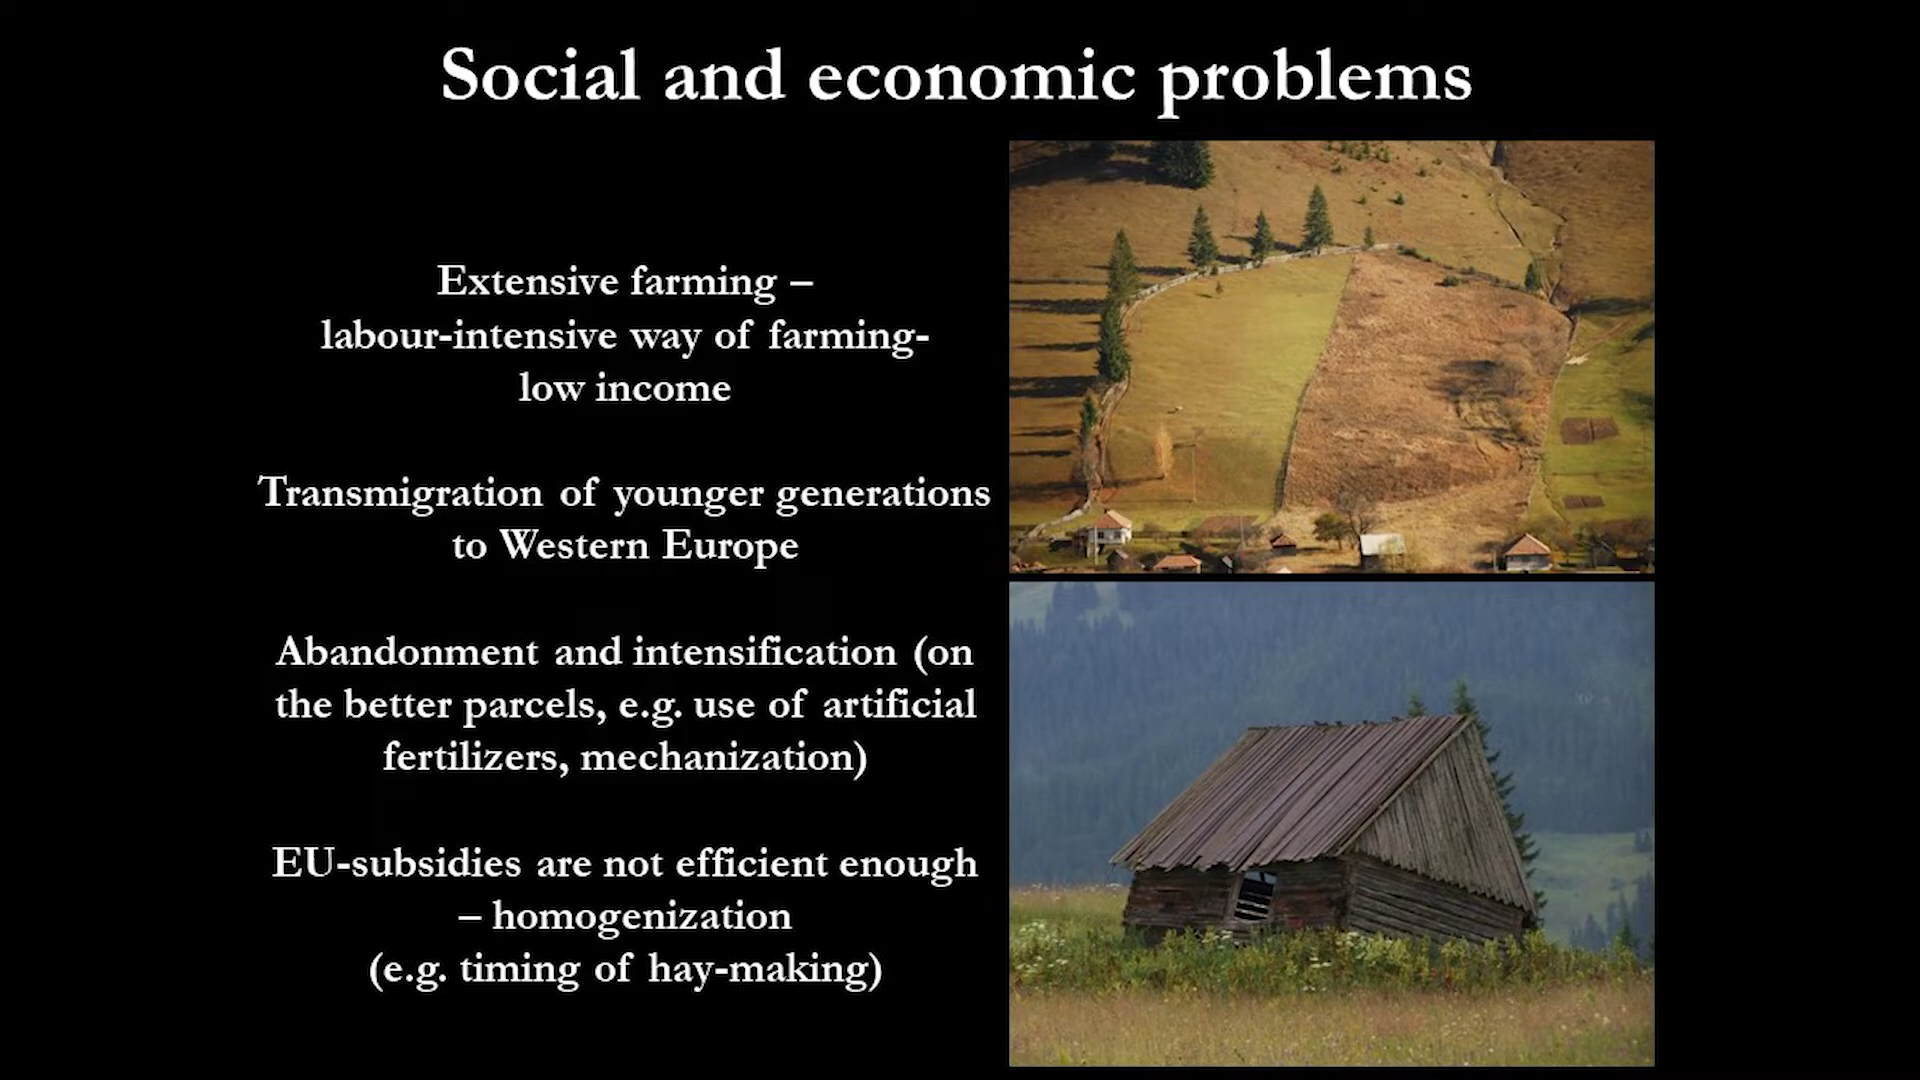 Social and economic problems
Extensive farming –
labour-intensive way of farming-
low income
Transmigration of younger generations
to Western Europe
Abandonment and intensification (on
the better parcels, e.g. use of artificial
fertilizers, mechanization)
EU-subsidies are not efficient enough
– homogenization
(e.g. timing of hay-making)